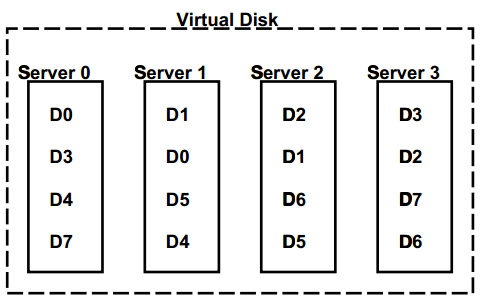 Virtual Disk
Server 0 Server 1 Server 2 Server 3
D0 D1 D2 D3
D3 D0 D1 D2
D4 D5 D6 D7
D7 D4 D5 D6